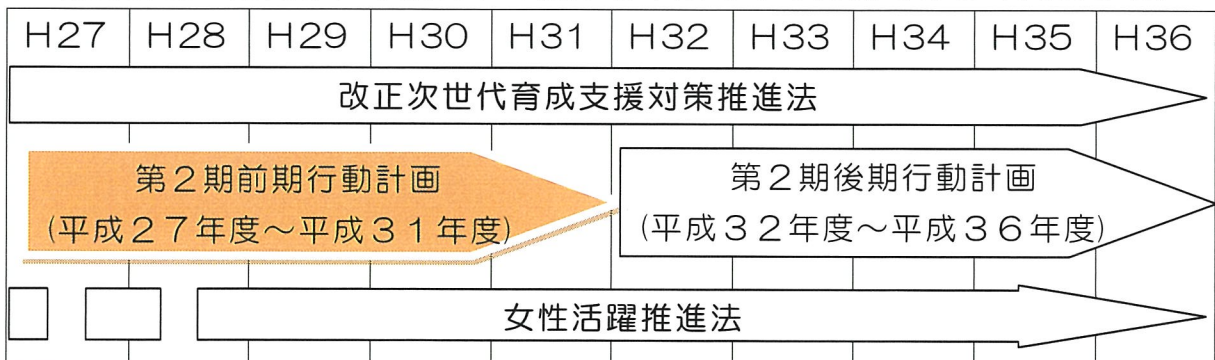 H27 H28 H29 H30 H31 H32 H33 H34 H35 H36
改正次世代育成支援対策推進法
第2期前期行動計画
(平成27年度~平成31年度)
第2期後期行動計画
(平成32年度~平成36年度)
女性活躍推進法